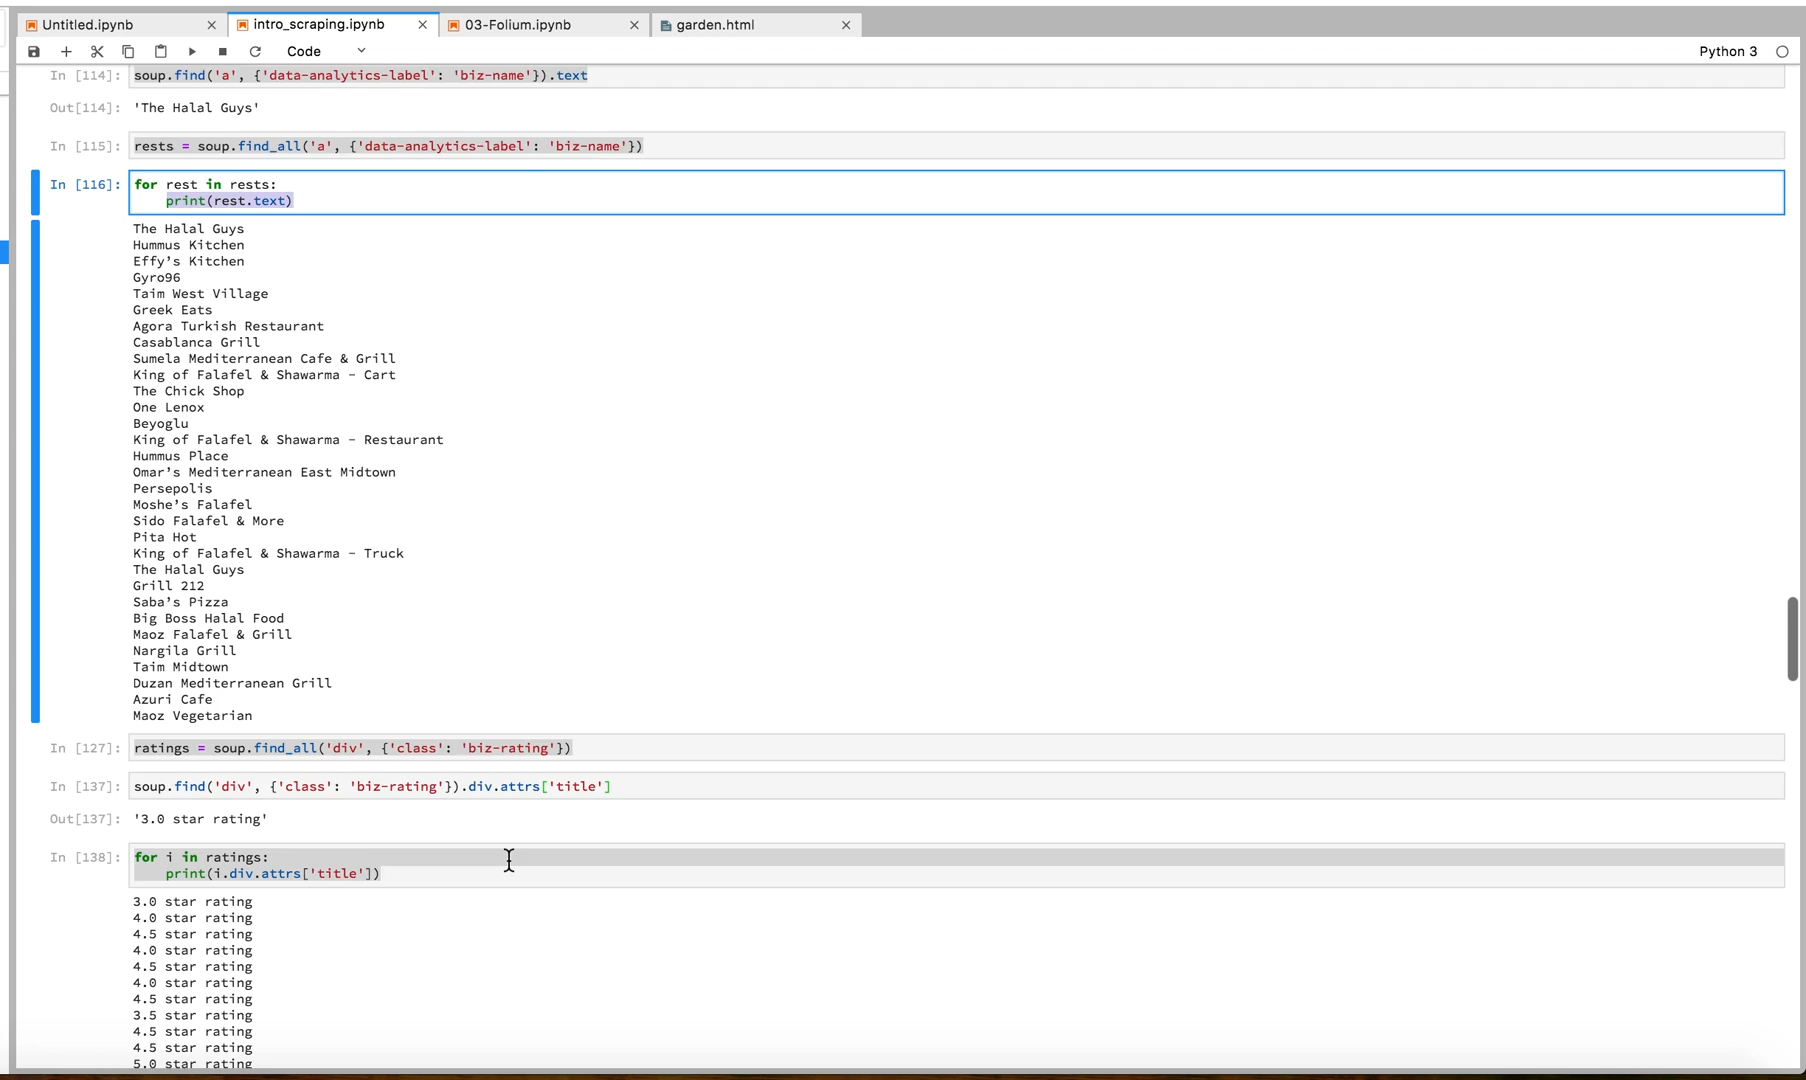 Untitled.ipynb
intro_scraping.ipynb
03-Folium.ipynb
garden.html
Code
Python 3
In [114]: soup.find('a', {'data-analytics-label': 'biz-name'}).text
Out[114]: 'The Halal Guys'
In [115]: rests = soup.find_all('a', {'data-analytics-label': 'biz-name'})
In [116]: for rest in rests:
print(rest.text)
The Halal Guys
Hummus Kitchen
Effy’s Kitchen
Gyro96
Taim West Village
Greek Eats
Agora Turkish Restaurant
Casablanca Grill
Sumela Mediterranean Cafe & Grill
King of Falafel & Shawarma - Cart
The Chick Shop
One Lenox
Beyoglu
King of Falafel & Shawarma - Restaurant
Hummus Place
Omar’s Mediterranean East Midtown
Persepolis
Moshe’s Falafel
Sido Falafel & More
Pita Hot
King of Falafel & Shawarma - Truck
The Halal Guys
Grill 212
Saba’s Pizza
Big Boss Halal Food
Maoz Falafel & Grill
Nargila Grill
Taim Midtown
Duzan Mediterranean Grill
Azuri Cafe
Maoz Vegetarian
In [127]: ratings = soup.find_all('div', {'class': 'biz-rating'})
In [137]: soup.find('div', {'class': 'biz-rating'}).div.attrs['title']
Out[137]: '3.0 star rating'
In [138]: for i in ratings:
print(i.div.attrs['title'])
3.0 star rating
4.0 star rating
4.5 star rating
4.0 star rating
4.5 star rating
4.0 star rating
4.5 star rating
3.5 star rating
4.5 star rating
4.5 star rating
5.0 star rating